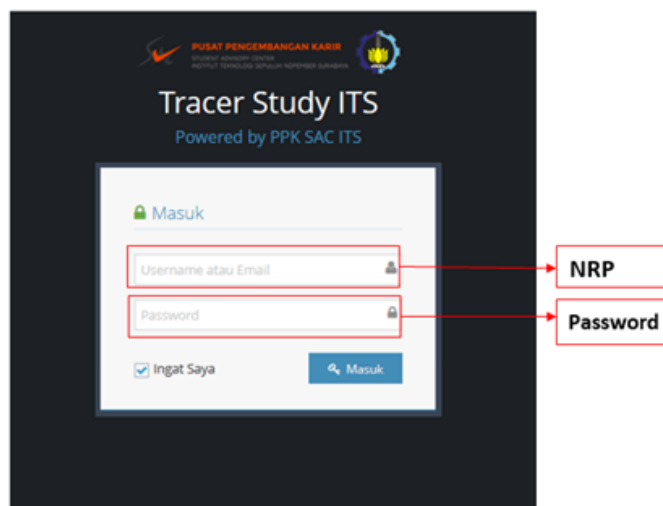 PUSAT PENGEMBANGAN KARIR
STUDENT ADVISORY CENTER
INSTITUT TEKNOLOGI SEPULUH NOPEMBER SURABAYA
Tracer Study ITS
Powered by PPK SAC ITS
Masuk
Username atau Email
NRP
Password
Password
Ingat Saya
Masuk